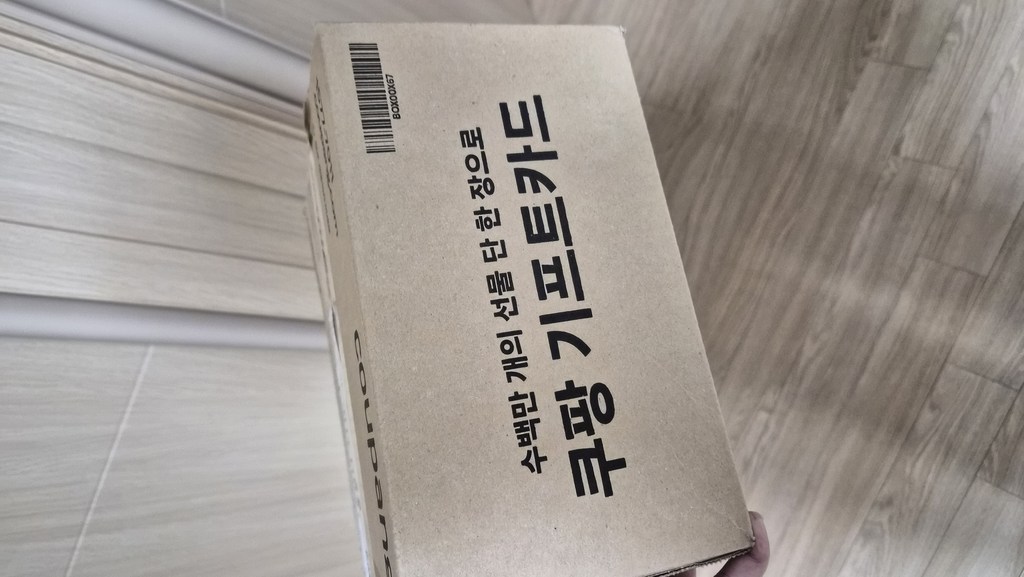 수백만 개의 선물 단 한 장으로
쿠팡 기프트카드
BOX00X67
coupang